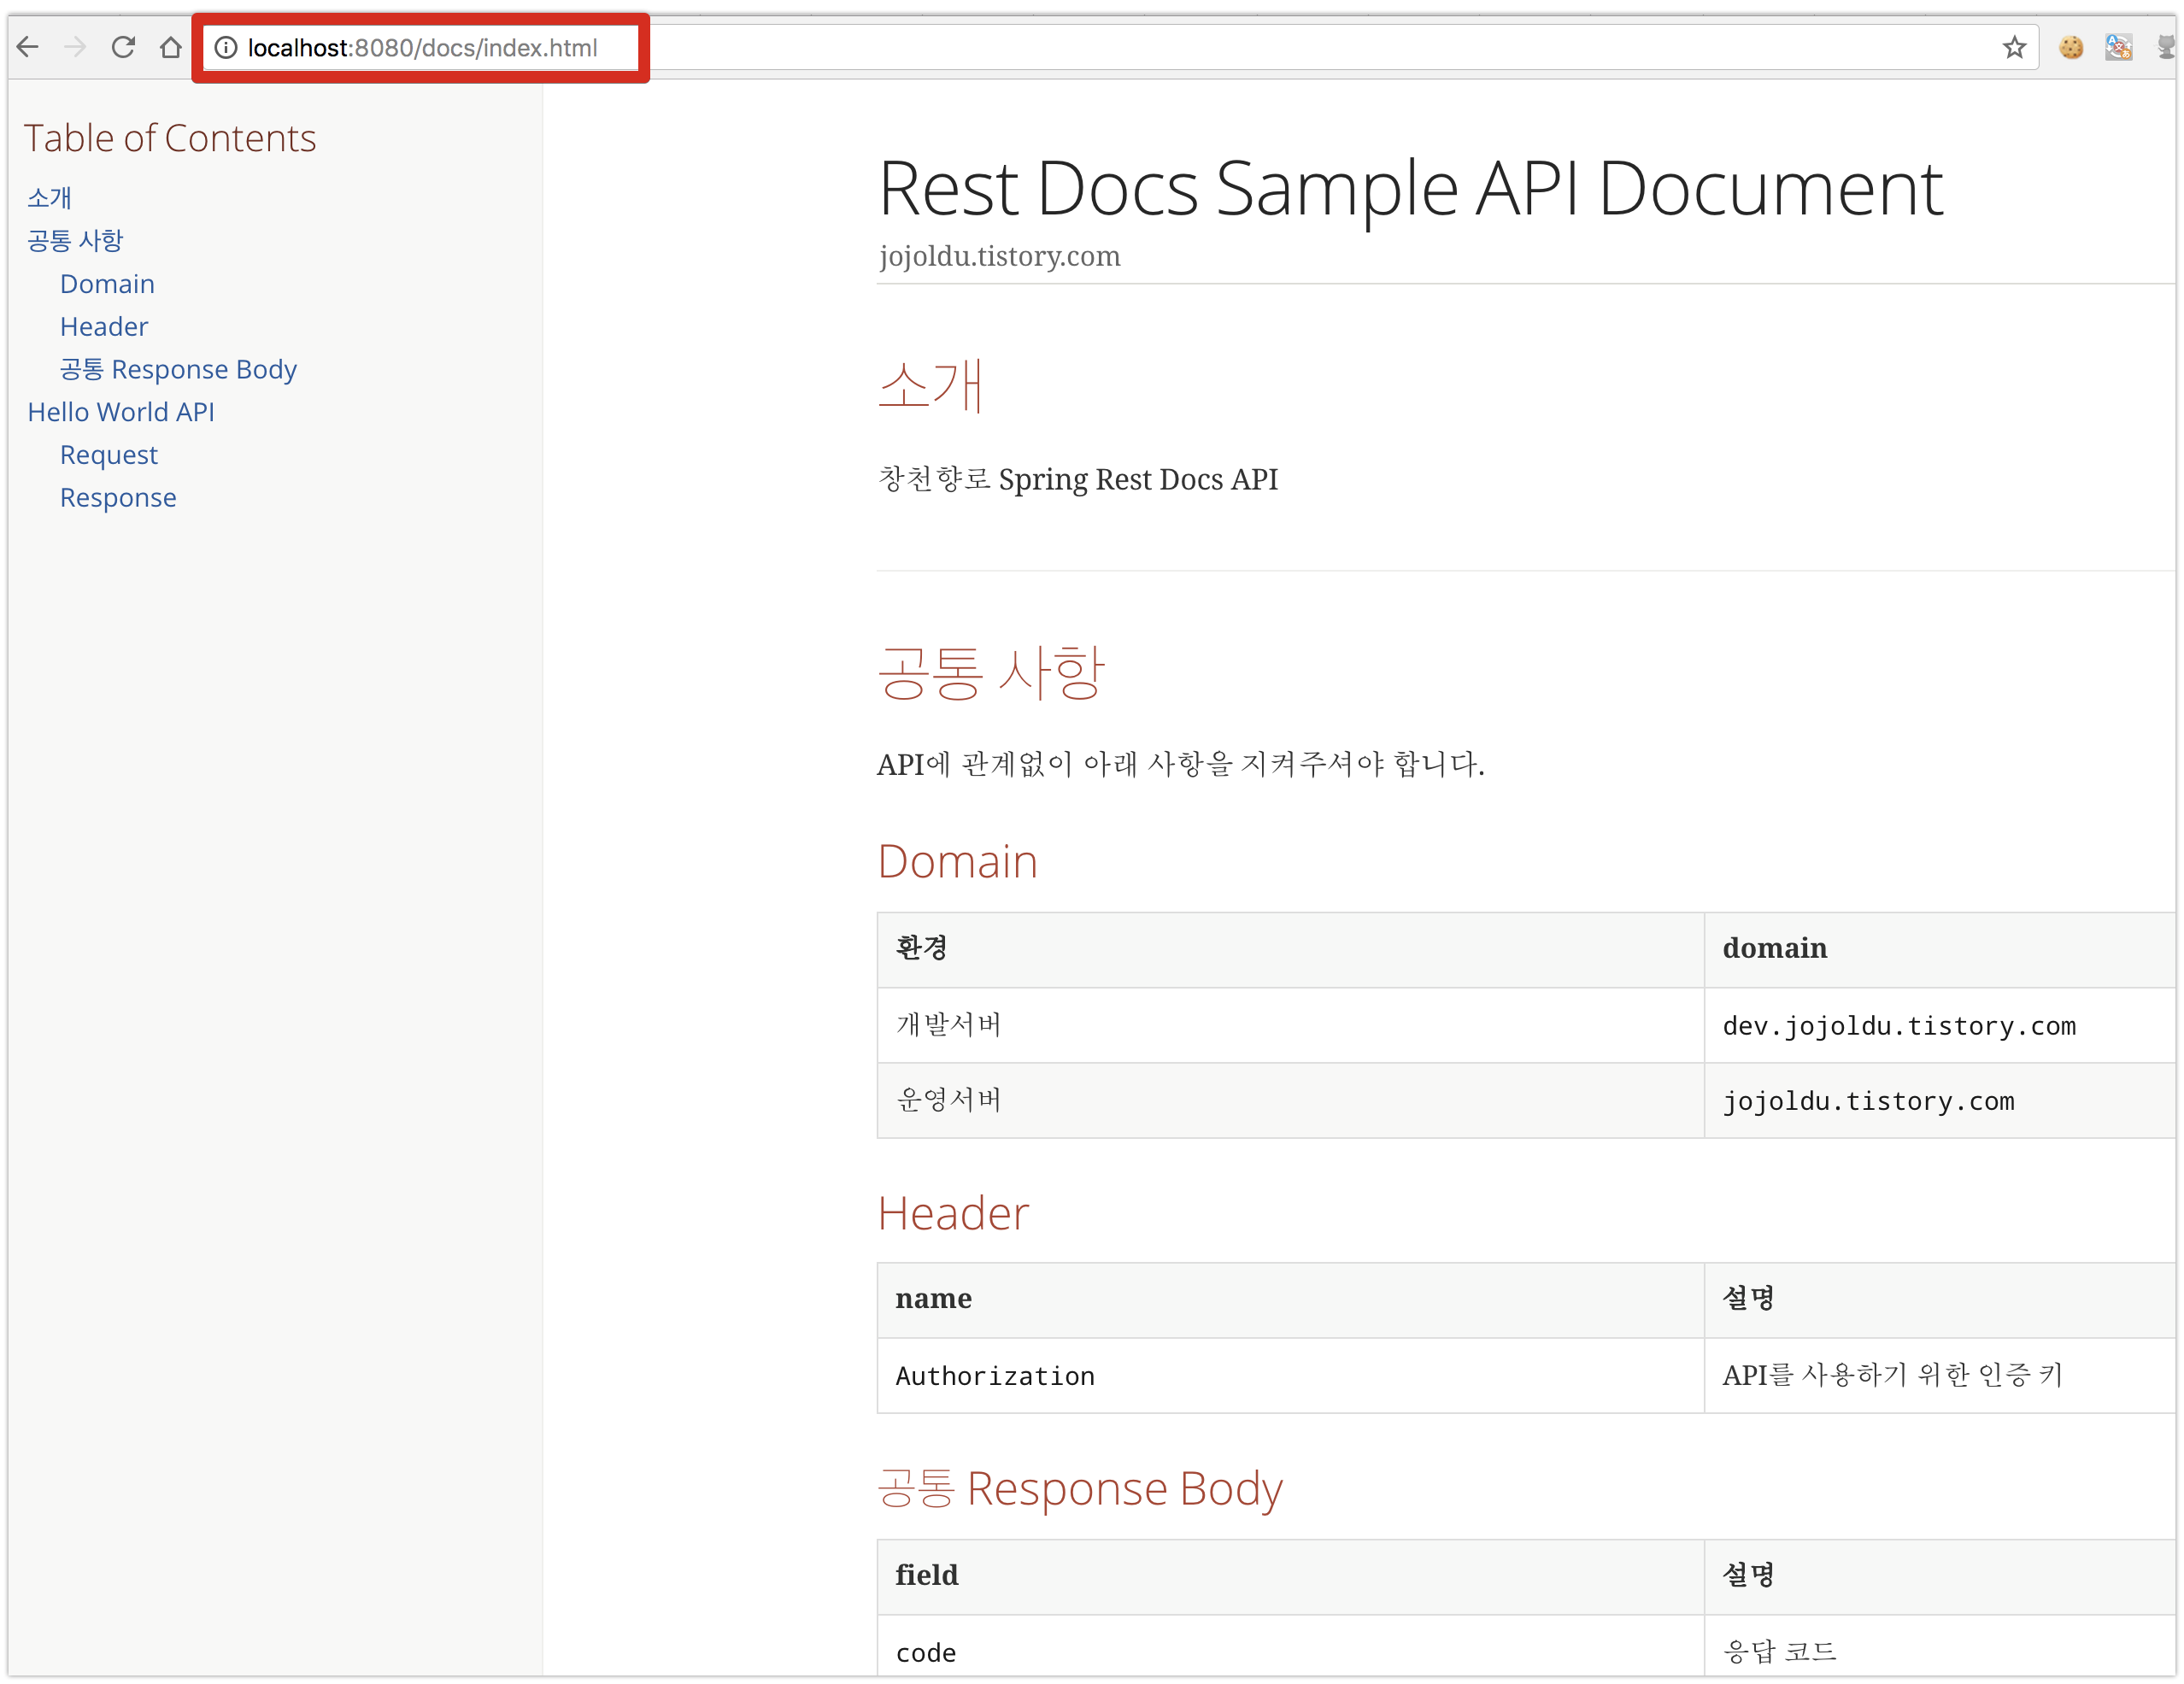 localhost:8080/docs/index.html
Table of Contents
소개
공통 사항
Domain
Header
공통 Response Body
Hello World API
Request
Response
Rest Docs Sample API Document
jojoldu.tistory.com
소개
창천향로 Spring Rest Docs API
공통 사항
API에 관계없이 아래 사항을 지켜주셔야 합니다.
Domain
환경 domain
개발서버 dev.jojoldu.tistory.com
운영서버 jojoldu.tistory.com
Header
name 설명
Authorization API를 사용하기 위한 인증 키
공통 Response Body
field 설명
code 응답 코드